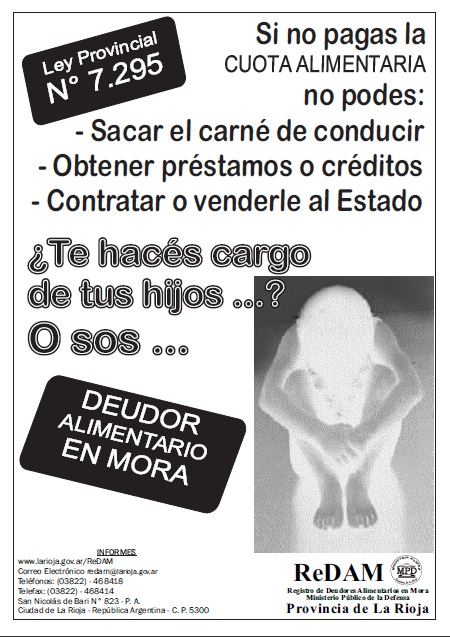 Ley Provincial
N° 7.295
Si no pagas la
CUOTA ALIMENTARIA
no podes:
- Sacar el carné de conducir
- Obtener préstamos o créditos
- Contratar o venderle al Estado
¿Te hacés cargo
de tus hijos ...?
O sos ...
DEUDOR
ALIMENTARIO
EN MORA
INFORMES
www.larioja.gov.ar/ReDAM
Correo Electrónico redam@larioja.gov.ar
Teléfonos: (03822) - 468418
Telefax: (03822) - 468414
San Nicolás de Bari N° 823 - P. A.
Ciudad de La Rioja - República Argentina - C. P. 5300
ReDAM
MPD
Registro de Deudores Alimentarios en Mora
Ministerio Público de la Defensa
Provincia de La Rioja